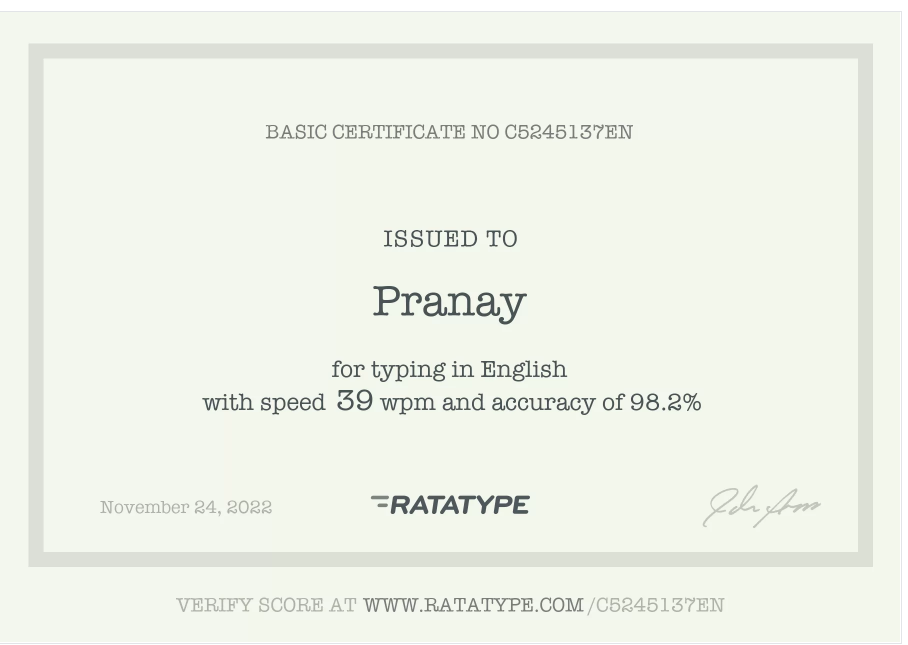 BASIC CERTIFICATE NO C5245137EN
ISSUED TO
Pranay
for typing in English
with speed 39 wpm and accuracy of 98.2%
November 24, 2022
RATATYPE
VERIFY SCORE AT WWW.RATATYPE.COM/C5245137EN